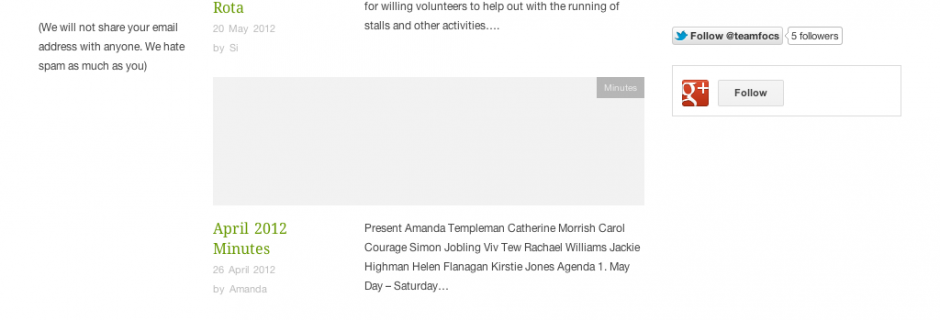 (We will not share your email
address with anyone. We hate
spam as much as you)
Rota
20 May 2012
by Si
for willing volunteers to help out with the running of
stalls and other activities….
Minutes
April 2012
Minutes
26 April 2012
by Amanda
Present Amanda Templeman Catherine Morrish Carol
Courage Simon Jobling Viv Tew Rachael Williams Jackie
Highman Helen Flanagan Kirstie Jones Agenda 1. May
Day – Saturday…
Follow @teamfocs
5 followers
g+
Follow